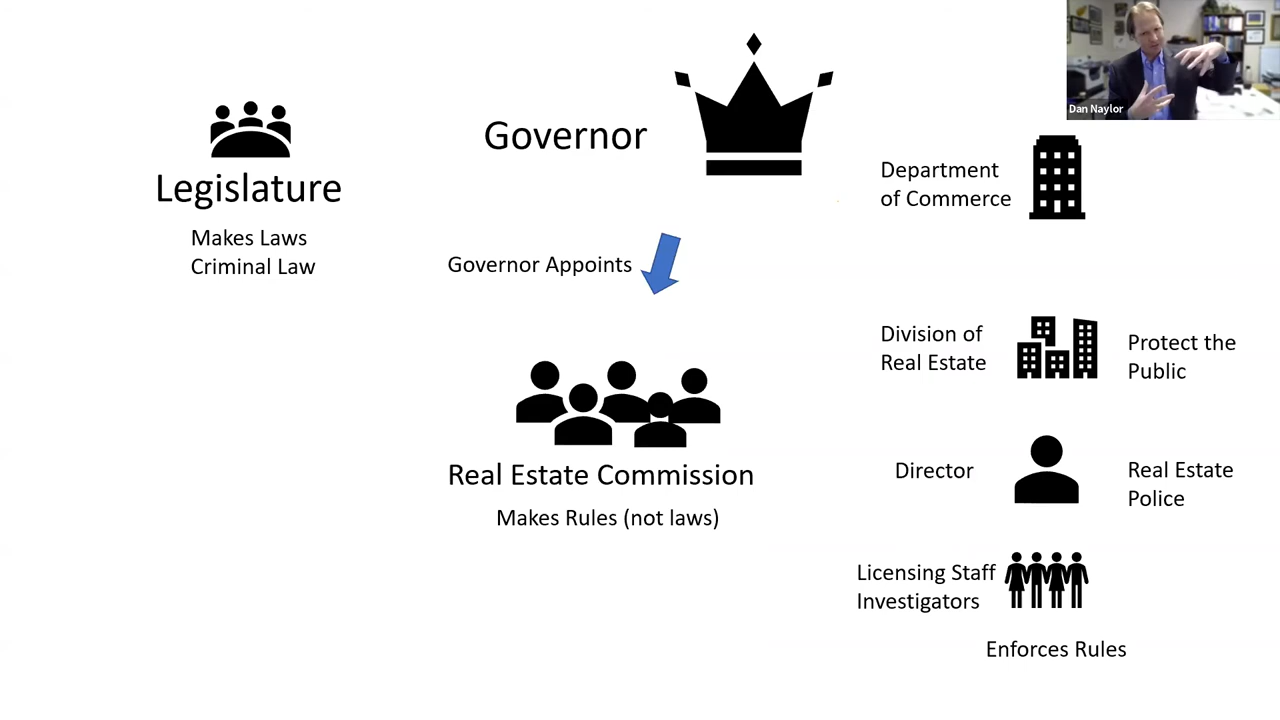 Governor
Dan Naylor
Legislature
Makes Laws
Criminal Law
Governor Appoints
Real Estate Commission
Makes Rules (not laws)
Department
of Commerce
Division of
Real Estate
Protect the
Public
Director
Real Estate
Police
Licensing Staff
Investigators
Enforces Rules